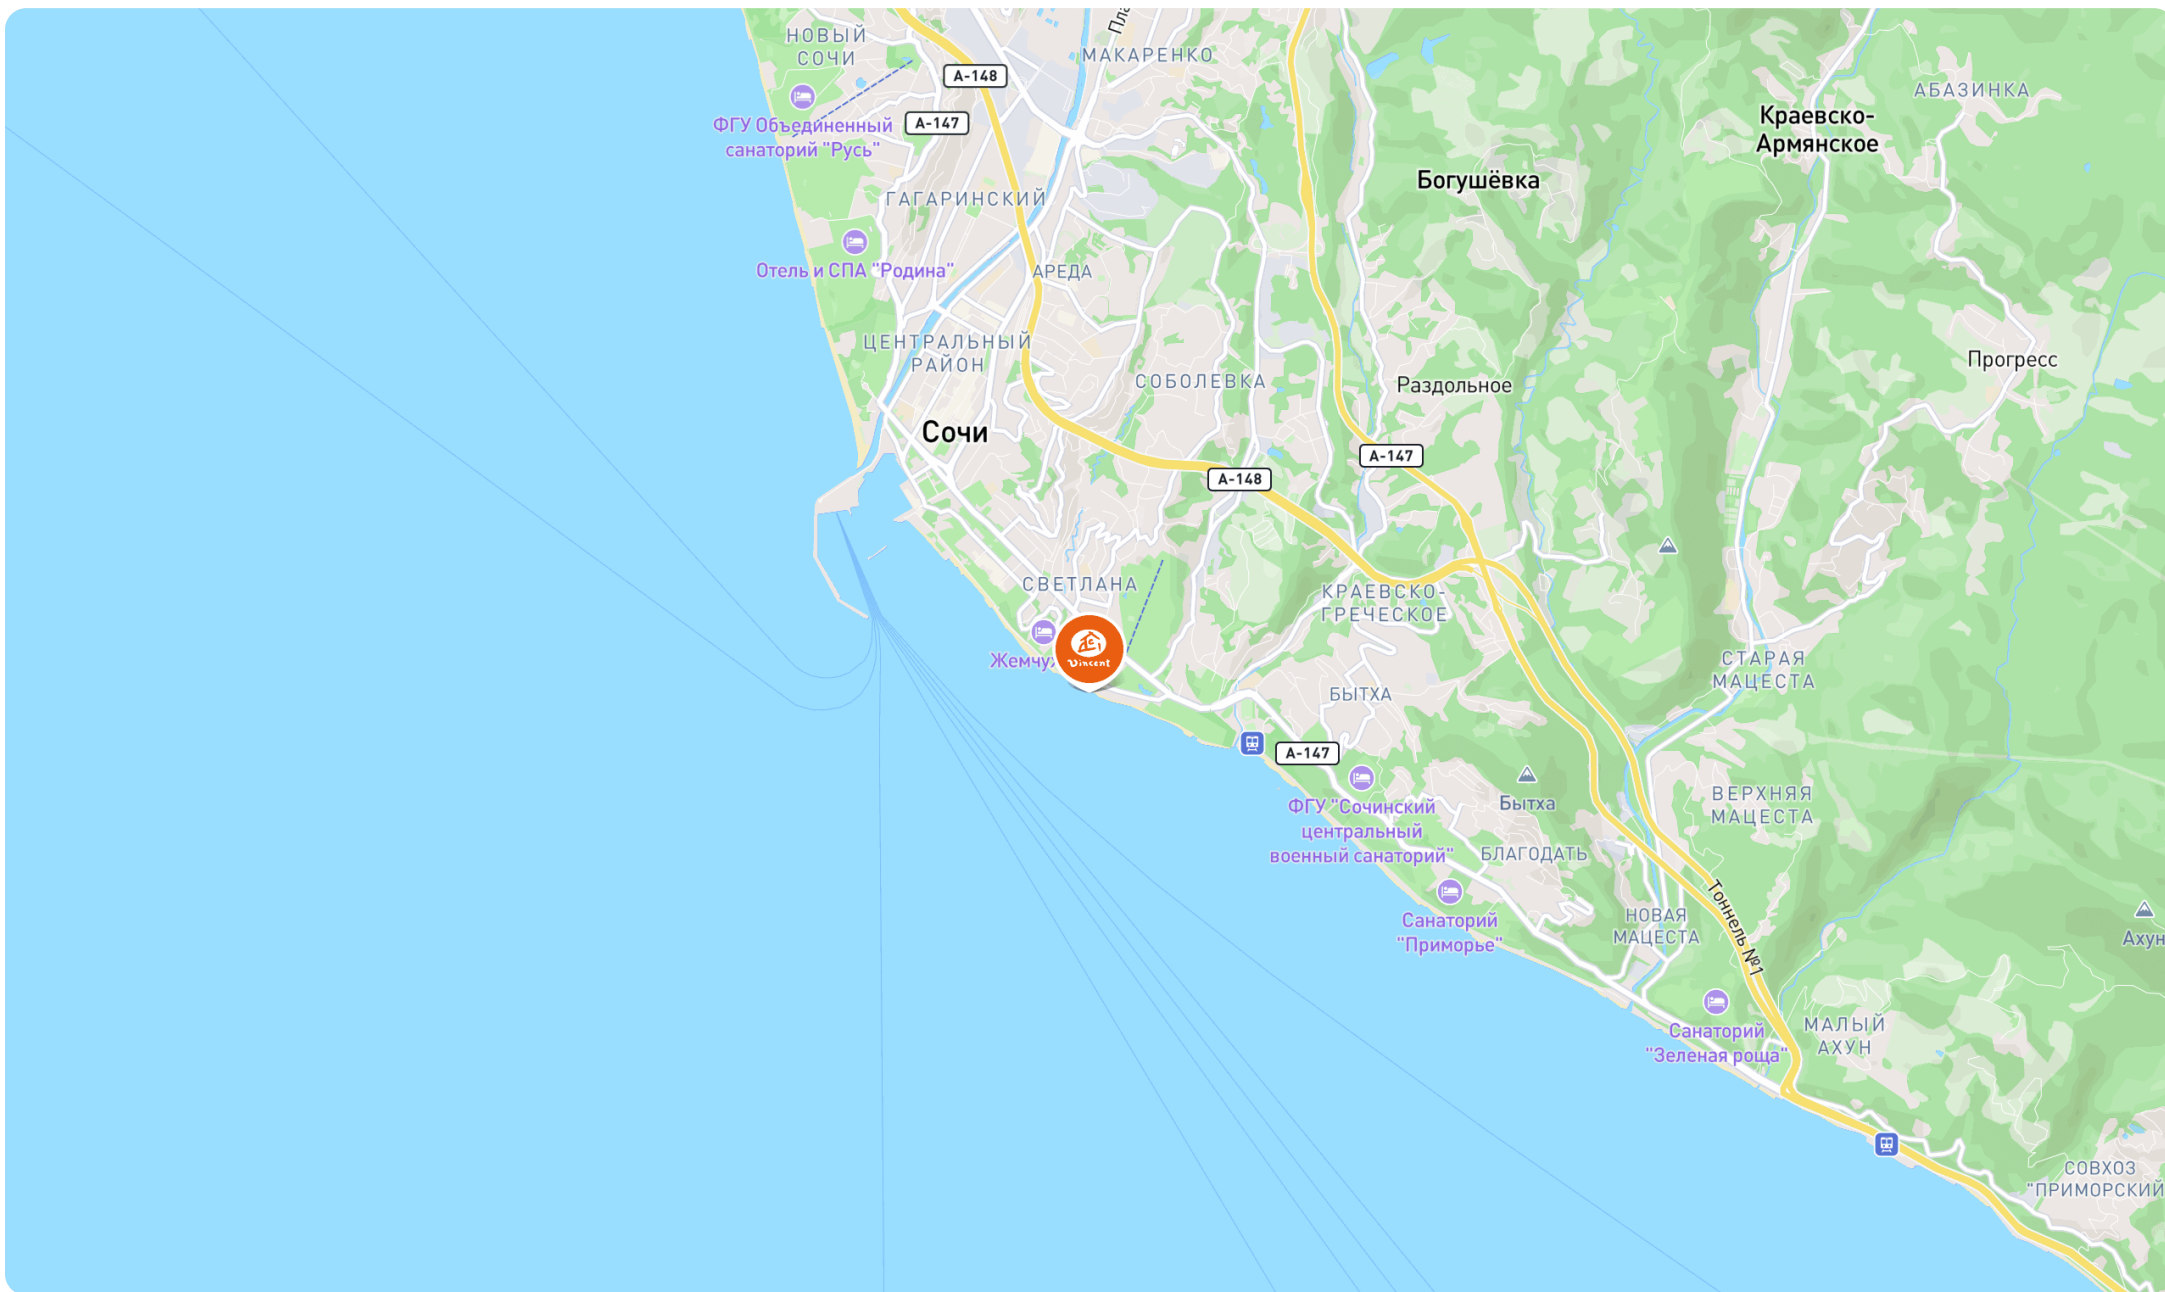 НОВЫЙ
СОЧИ
Пла
МАКАРЕНКО
А-148
А-147
ФГУ Объединенный
санаторий "Русь"
АБАЗИНКА
Краевско-
Армянское
Богушёвка
ГАГАРИНСКИЙ
Отель и СПА "Родина"
АРЕДА
ЦЕНТРАЛЬНЫЙ
РАЙОН
СОБОЛЕВКА
Раздольное
Прогресс
Сочи
А-147
А-148
СВЕТЛАНА
КРАЕВСКО-
ГРЕЧЕСКОЕ
Жемчу
Vincent
СТАРАЯ
МАЦЕСТА
БЫТХА
А-147
ФГУ "Сочинский
центральный
военный санаторий"
Бытха
ВЕРХНЯЯ
МАЦЕСТА
БЛАГОДАТЬ
Санаторий
"Приморье"
НОВАЯ
МАЦЕСТА
Тоннель №1
Ахун
Санаторий
"Зеленая роща"
МАЛЫЙ
АХУН
СОВХОЗ
"ПРИМОРСКИЙ